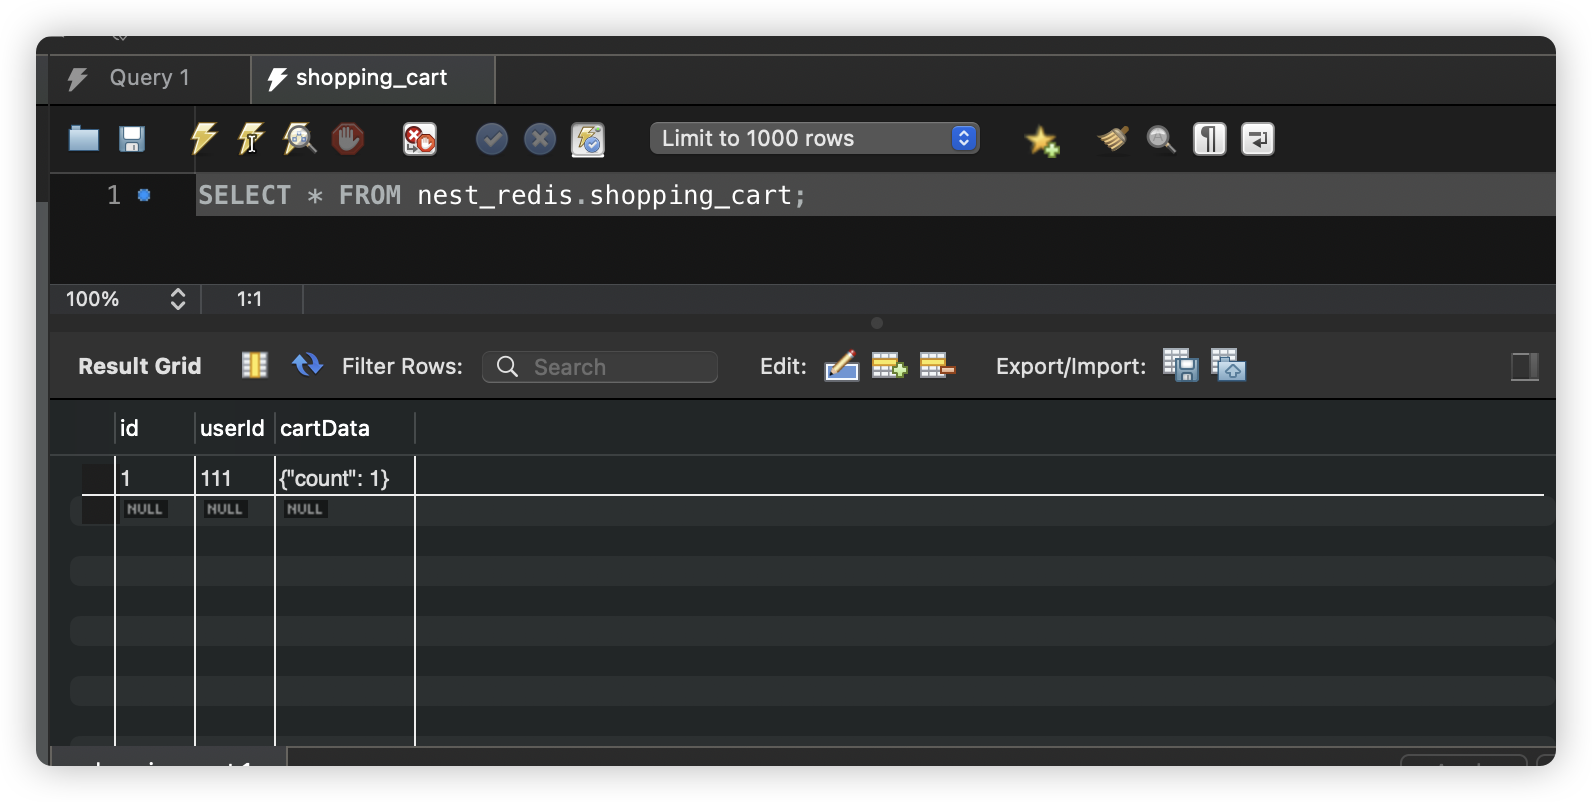 Query 1
shopping_cart
Limit to 1000 rows
1 SELECT * FROM nest_redis.shopping_cart;
100% 1:1
Result Grid Filter Rows: Search Edit: Export/Import:
id userId cartData
1 111 {"count": 1}
NULL NULL NULL